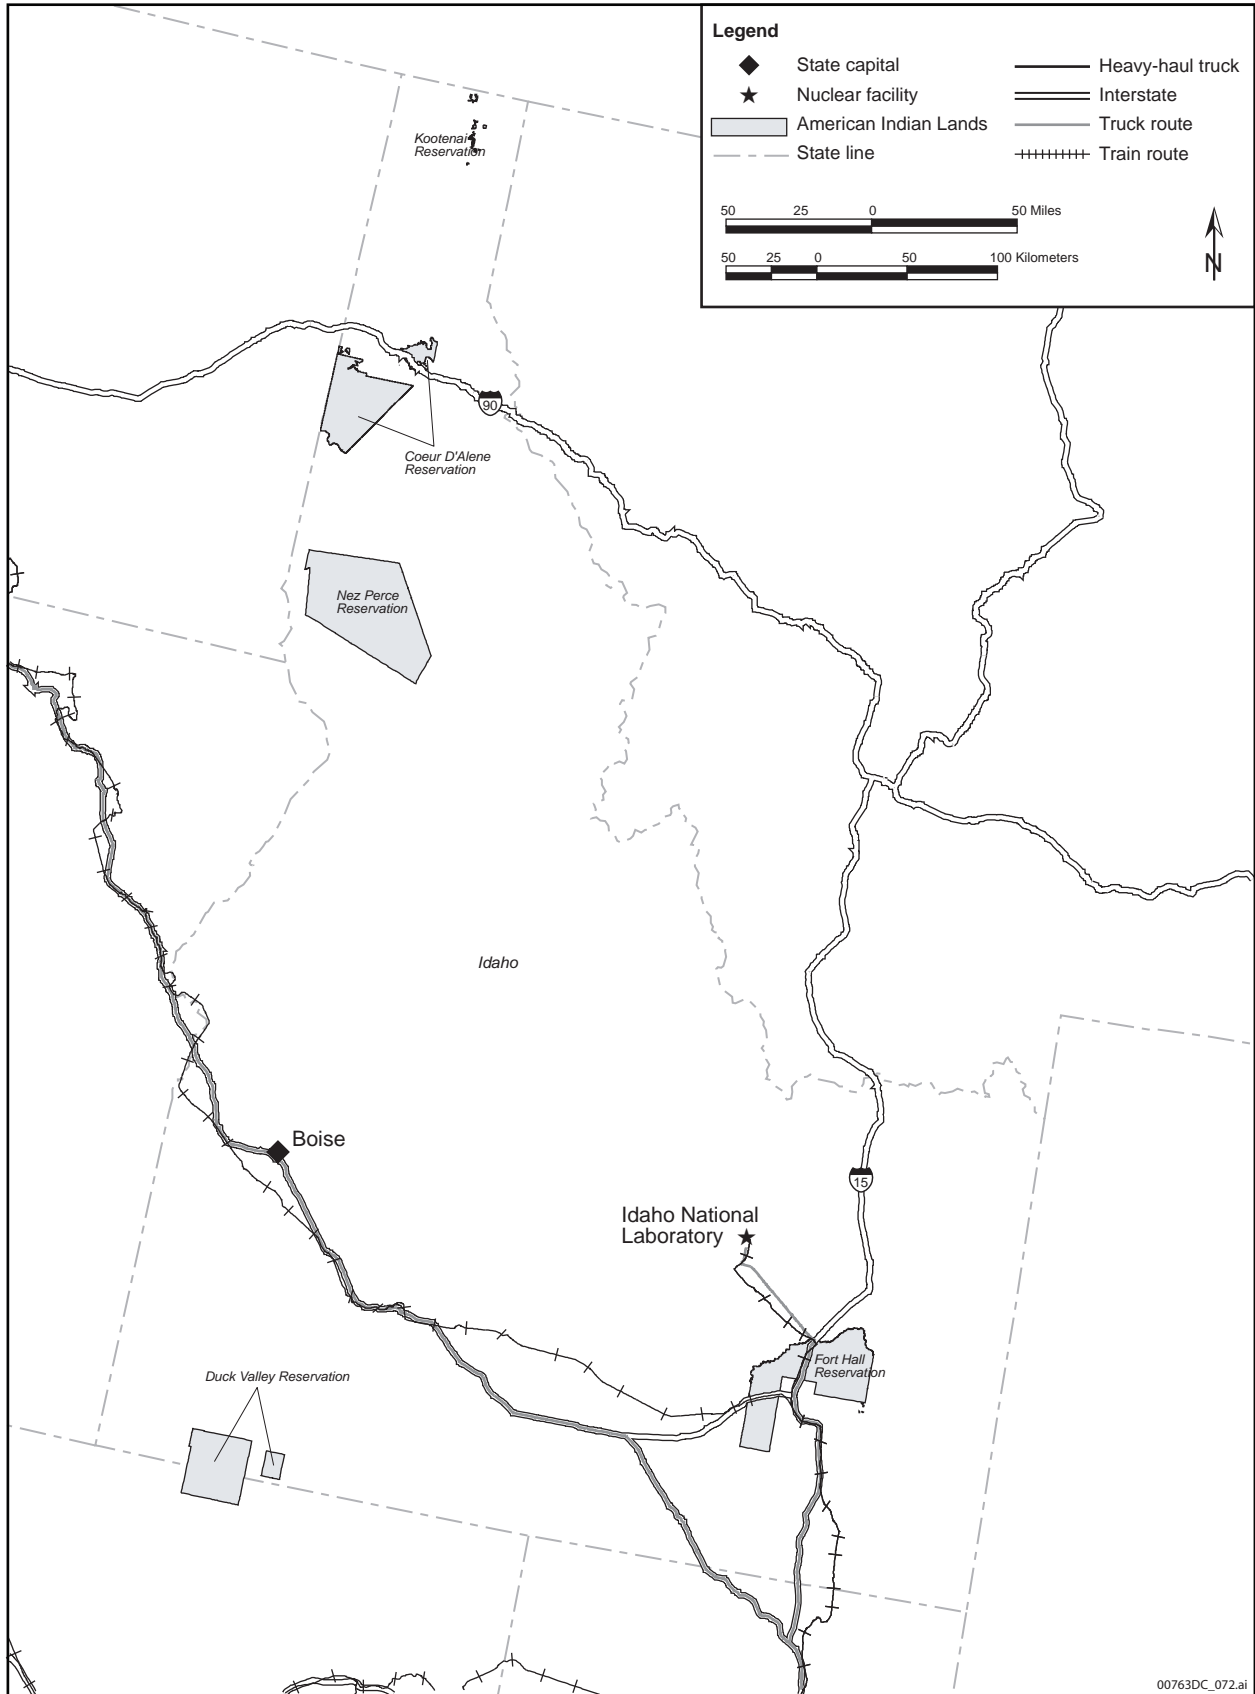 Legend
State capital
Nuclear facility
American Indian Lands
State line
Heavy-haul truck
Interstate
Truck route
Train route
50 25 0 50 Miles
50 25 0 50 100 Kilometers
N
Kootenai
Reservation
90
Coeur D'Alene
Reservation
Nez Perce
Reservation
Idaho
Boise
15
Idaho National
Laboratory
Fort Hall
Reservation
Duck Valley Reservation
00763DC_072.ai